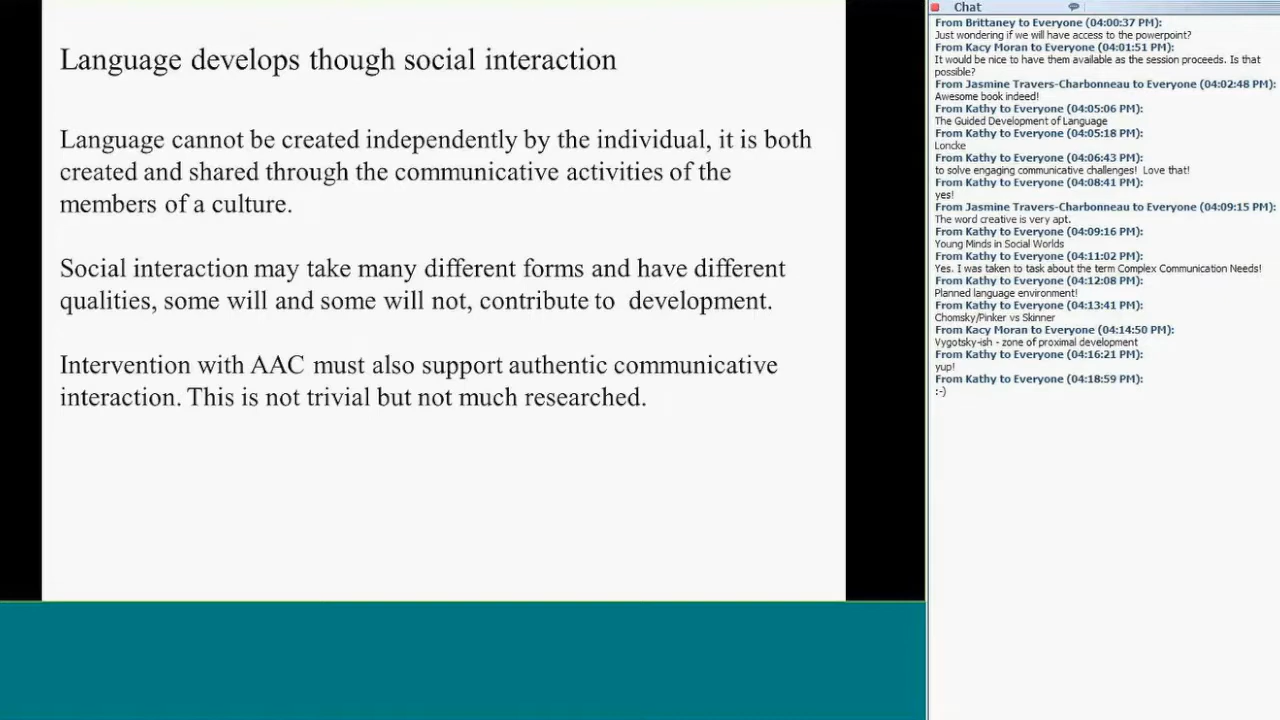 Language develops though social interaction
Language cannot be created independently by the individual, it is both
created and shared through the communicative activities of the
members of a culture.
Social interaction may take many different forms and have different
qualities, some will and some will not, contribute to development.
Intervention with AAC must also support authentic communicative
interaction. This is not trivial but not much researched.
Chat
From Brittaney to Everyone (04:00:37 PM):
Just wondering if we will have access to the powerpoint?
From Kacy Moran to Everyone (04:01:51 PM):
It would be nice to have them available as the session proceeds. Is that
possible?
From Jasmine Travers-Charbonneau to Everyone (04:02:48 PM):
Awesome book indeed!
From Kathy to Everyone (04:05:06 PM):
The Guided Development of Language
From Kathy to Everyone (04:05:18 PM):
Loncke
From Kathy to Everyone (04:06:43 PM):
to solve engaging communicative challenges! Love that!
From Kathy to Everyone (04:08:41 PM):
yes!
From Jasmine Travers-Charbonneau to Everyone (04:09:15 PM):
The word creative is very apt.
From Kathy to Everyone (04:09:16 PM):
Young Minds in Social Worlds
From Kathy to Everyone (04:11:02 PM):
Yes. I was taken to task about the term Complex Communication Needs!
From Kathy to Everyone (04:12:08 PM):
Planned language environment!
From Kathy to Everyone (04:13:41 PM):
Chomsky/Pinker vs Skinner
From Kacy Moran to Everyone (04:14:50 PM):
Vygotsky-ish - zone of proximal development
From Kathy to Everyone (04:16:21 PM):
yup!
From Kathy to Everyone (04:18:59 PM):
:-)